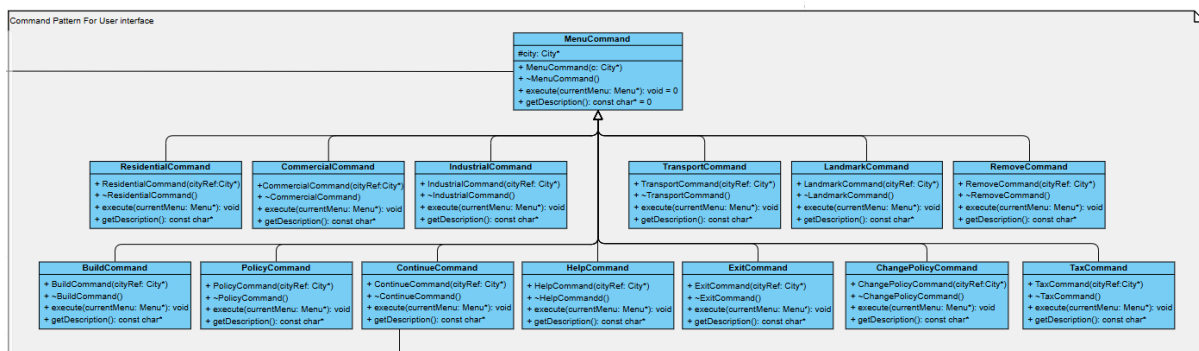 Command Pattern For User interface
MenuCommand
#city: City*
+ MenuCommand(c: City*)
+ ~MenuCommand()
+ execute(currentMenu: Menu*): void = 0
+ getDescription(): const char* = 0
ResidentialCommand
+ ResidentialCommand(cityRef:City*)
+ ~ResidentialCommand()
+ execute(currentMenu: Menu*): void
+ getDescription(): const char*
CommercialCommand
+CommercialCommand(cityRef:City*)
+ ~CommercialCommand)
+ execute(currentMenu: Menu*): void
+ getDescription(): const char*
IndustrialCommand
+ IndustrialCommand(cityRef: City*)
+ ~IndustrialCommand()
+ execute(currentMenu: Menu*): void
+ getDescription(): const char*
TransportCommand
+ TransportCommand(cityRef: City*)
+ ~TransportCommand()
+ execute(currentMenu: Menu*): void
+ getDescription(): const char*
LandmarkCommand
+ LandmarkCommand(cityRef: City*)
+ ~LandmarkCommand()
+ execute(currentMenu: Menu*): void
+ getDescription(): const char*
RemoveCommand
+ RemoveCommand(cityRef: City*)
+ ~RemoveCommand()
+ execute(currentMenu: Menu*): void
+ getDescription(): const char*
BuildCommand
+ BuildCommand(cityRef: City*)
+ ~BuildCommand()
+ execute(currentMenu: Menu*): void
+ getDescription(): const char*
PolicyCommand
+ PolicyCommand(cityRef: City*)
+ ~PolicyCommand()
+ execute(currentMenu: Menu*): void
+ getDescription(): const char*
ContinueCommand
+ ContinueCommand(cityRef: City*)
+ ~ContinueCommand()
+ execute(currentMenu: Menu*): void
+ getDescription(): const char*
HelpCommand
+ HelpCommand(cityRef: City*)
+ ~HelpCommandd()
+ execute(currentMenu: Menu*): void
+ getDescription(): const char*
ExitCommand
+ ExitCommand(cityRef: City*)
+ ~ExitCommand()
+ execute(currentMenu: Menu*): void
+ getDescription(): const char*
ChangePolicyCommand
+ ChangePolicyCommand(cityRef:City*)
+ ~ChangePolicyCommand()
+ execute(currentMenu: Menu*): void
+ getDescription(): const char*
TaxCommand
+ TaxCommand(cityRef:City*)
+ ~TaxCommand()
+ execute(currentMenu: Menu*): void
+ getDescription(): const char*